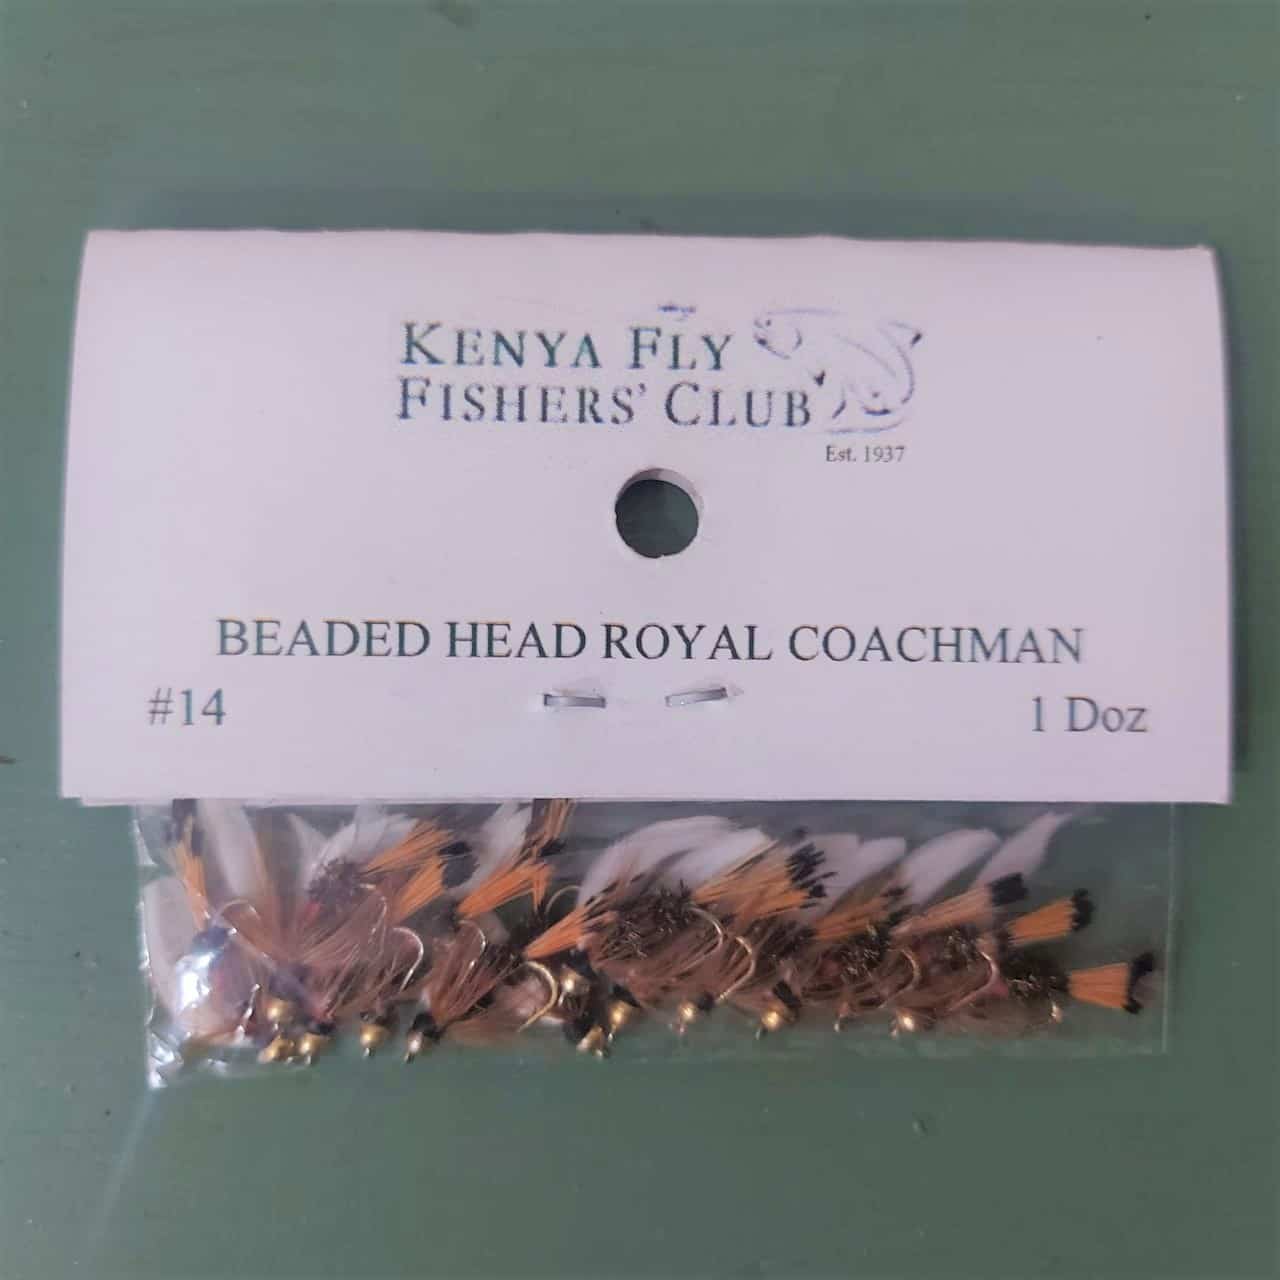 KENYA FLY
FISHERS' CLUB
Est. 1937
BEADED HEAD ROYAL COACHMAN
#14 1 Doz